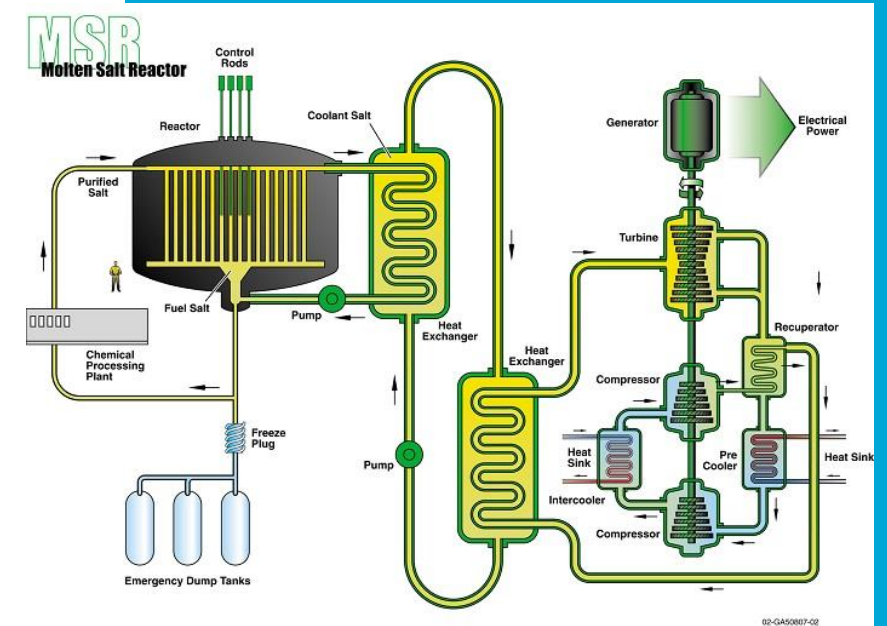 MSR
Molten Salt Reactor
Control
Rods
Reactor
Coolant Salt
Purified
Salt
Fuel Salt
Pump
Heat
Exchanger
Chemical
Processing
Plant
Freeze
Plug
Emergency Dump Tanks
Pump
Heat
Exchanger
Generator
Electrical
Power
Turbine
Recuperator
Compressor
Heat
Sink
Intercooler
Pre
Cooler
Heat Sink
Compressor
02-GA50807-02